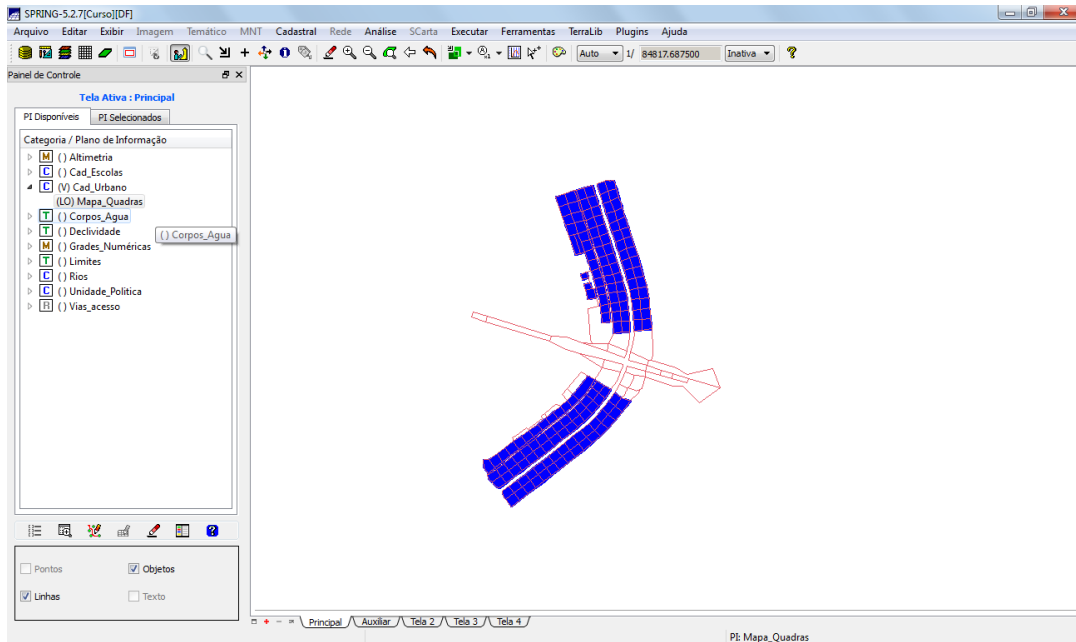 SPRING-5.2.7[Curso][DF]
Arquivo Editar Exibir Imagem Temático MNT Cadastral Rede Análise SCarta Executar Ferramentas TerraLib Plugins Ajuda
Auto 1/ 84817.687500 Inativa
Painel de Controle
Tela Ativa : Principal
PI Disponíveis PI Selecionados
Categoria / Plano de Informação
M ( ) Altimetria
C ( ) Cad_Escolas
C (V) Cad_Urbano
(LO) Mapa_Quadras
T ( ) Corpos_Agua
T ( ) Declividade
( ) Corpos_Agua
M ( ) Grades_Numéricas
T ( ) Limites
C ( ) Rios
C ( ) Unidade_Politica
R ( ) Vias_acesso
Pontos Objetos
Linhas Texto
Principal Auxiliar Tela 2 Tela 3 Tela 4
PI: Mapa_Quadras